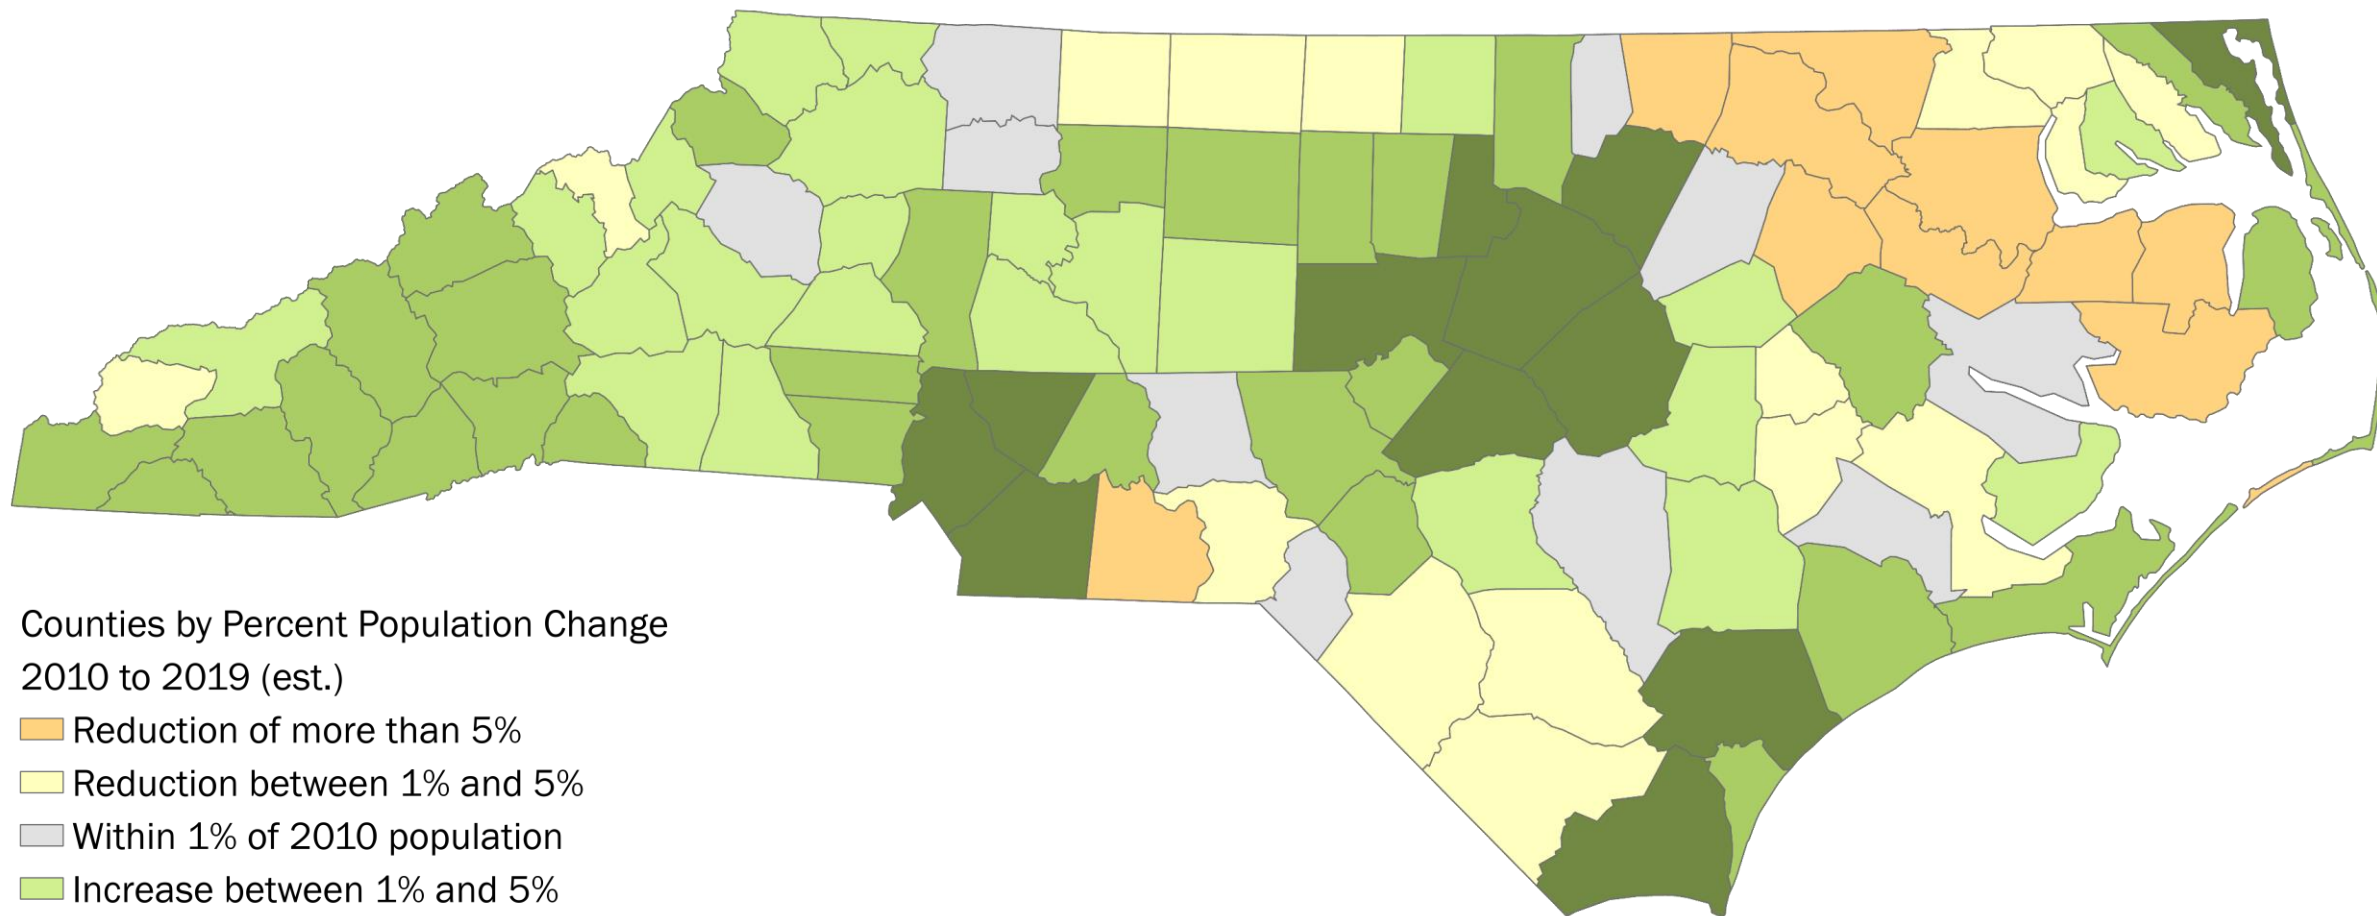 Counties by Percent Population Change
2010 to 2019 (est.)
Reduction of more than 5%
Reduction between 1% and 5%
Within 1% of 2010 population
Increase between 1% and 5%